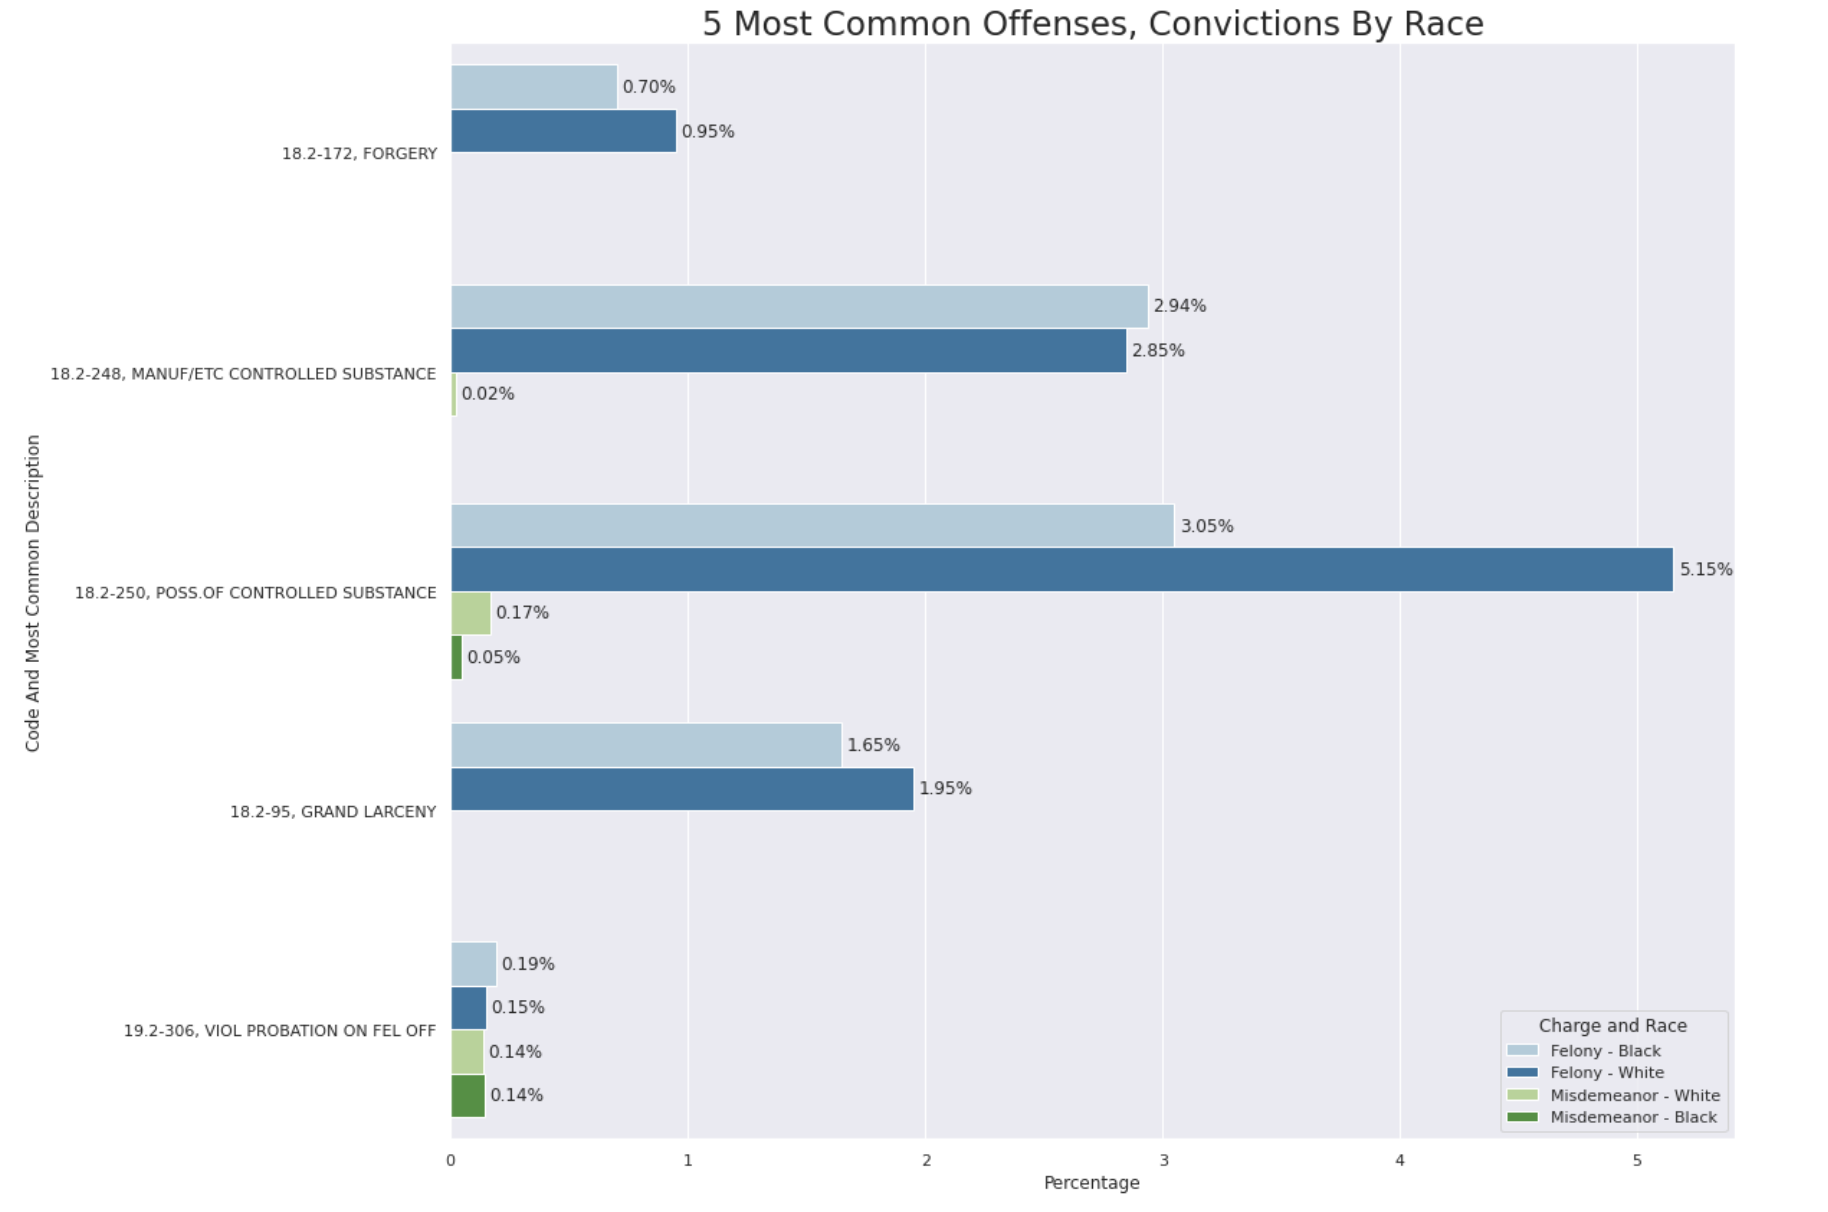 5 Most Common Offenses, Convictions By Race
0.70%
0.95%
18.2-172, FORGERY
2.94%
2.85%
18.2-248, MANUF/ETC CONTROLLED SUBSTANCE
0.02%
Code And Most Common Description
3.05%
5.15%
18.2-250, POSS.OF CONTROLLED SUBSTANCE
0.17%
0.05%
1.65%
1.95%
18.2-95, GRAND LARCENY
0.19%
0.15%
19.2-306, VIOL PROBATION ON FEL OFF
0.14%
0.14%
Charge and Race
Felony - Black
Felony - White
Misdemeanor - White
Misdemeanor - Black
0 1 2 3 4 5
Percentage